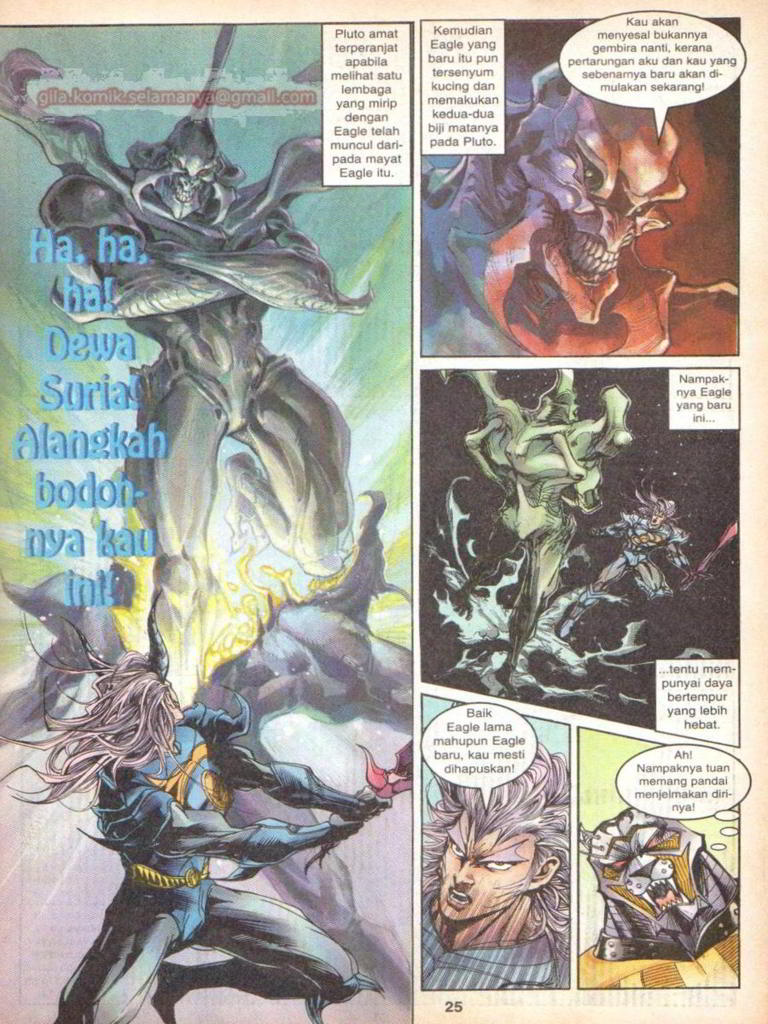 Pluto amat
terperanjat
apabila
melihat satu
lembaga
yang mirip
dengan
Eagle telah
muncul dari-
pada mayat
Eagle itu.
gila.komik.selamanya@gmail.com
Ha, ha,
ha!
Dewa
Suria!
Alangkah
bodoh-
nya kau
ini!
Kemudian
Eagle yang
baru itu pun
tersenyum
kucing dan
memakukan
kedua-dua
biji matanya
pada Pluto.
Kau akan
menyesal bukannya
gembira nanti, kerana
pertarungan aku dan kau yang
sebenarnya baru akan di-
mulakan sekarang!
Nampak-
nya Eagle
yang baru
ini...
...tentu mem-
punyai daya
bertempur
yang lebih
hebat.
Baik
Eagle lama
mahupun Eagle
baru, kau mesti
dihapuskan!
Ah!
Nampaknya tuan
memang pandai
menjelmakan diri-
nya!
25